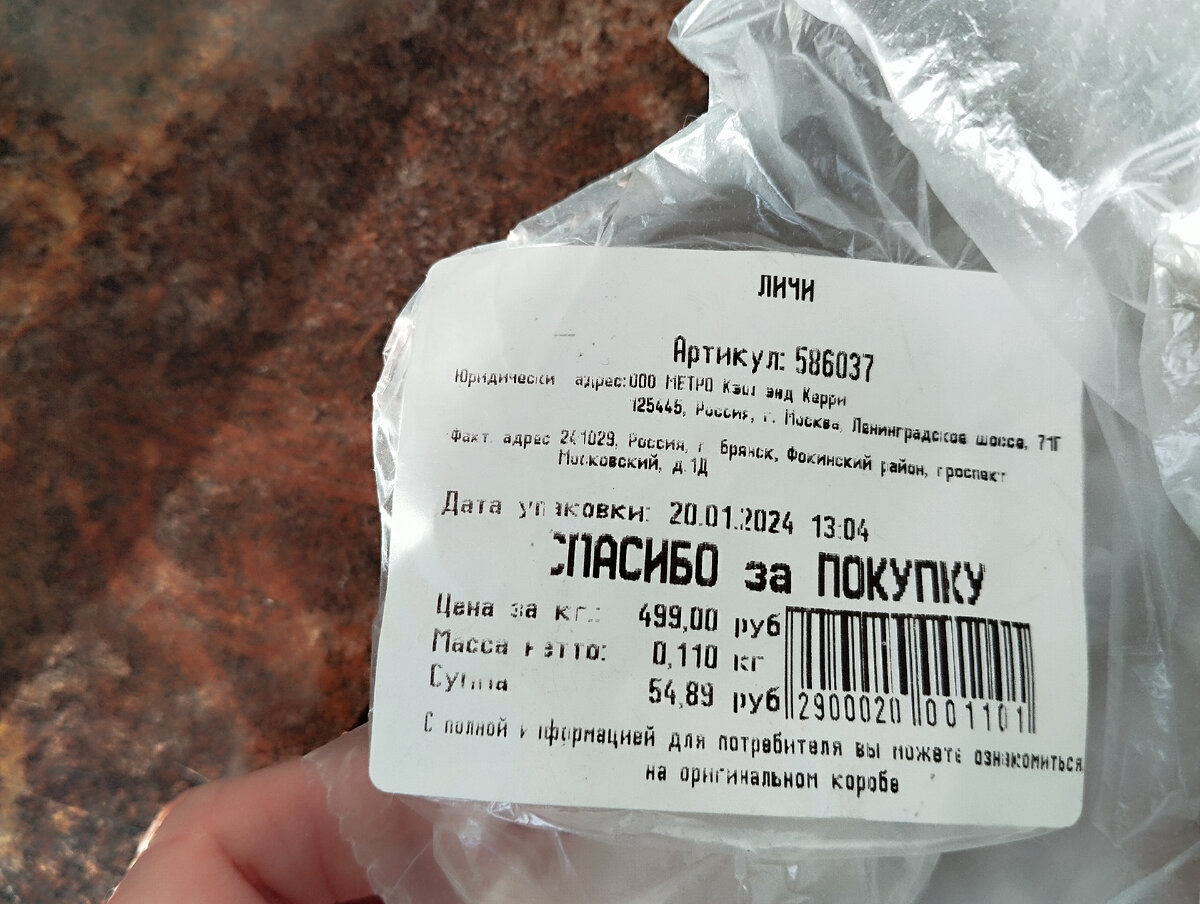 ЛИЧИ
Артикул: 586037
Юридически адрес: ООО МЕТРО Кэш энд Керри
125445, Россия, г. Москва, Ленинградское шоссе, 71Г
Факт. адрес 241029, Россия, г Брянск, Фокинский район, проспект
Московский, д.1Д
Дата упаковки: 20.01.2024 13:04
СПАСИБО за ПОКУПКУ
Цена за кг.: 499,00 руб
Масса нетто: 0,110 кг
Сумма 54,89 руб
2900020 001101
С полной информацией для потребителя вы можете ознакомиться
на оригинальном коробе